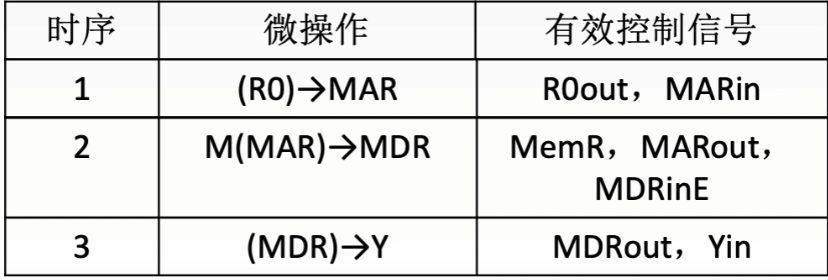 时序 微操作 有效控制信号
1 (R0)→MAR R0out，MARin
2 M(MAR)→MDR MemR，MARout，
MDRinE
3 (MDR)→Y MDRout，Yin